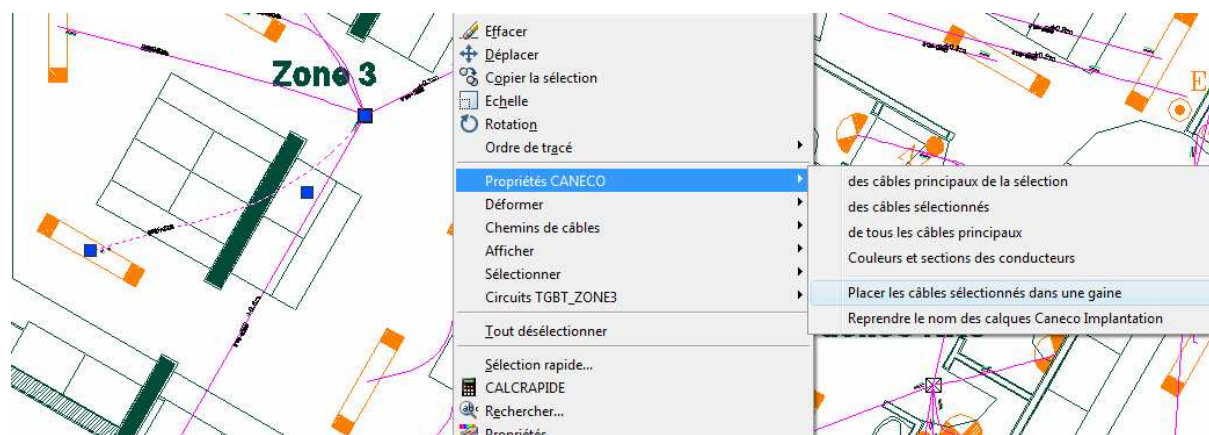 Zone 3
Effacer
Déplacer
Copier la sélection
Echelle
Rotation
Ordre de tracé
Propriétés CANECO
Déformer
Chemins de câbles
Afficher
Sélectionner
Circuits TGBT_ZONE3
Tout désélectionner
Sélection rapide...
CALCRAPIDE
Rechercher...
Propriétés
des câbles principaux de la sélection
des câbles sélectionnés
de tous les câbles principaux
Couleurs et sections des conducteurs
Placer les câbles sélectionnés dans une gaine
Reprendre le nom des calques Caneco Implantation
E